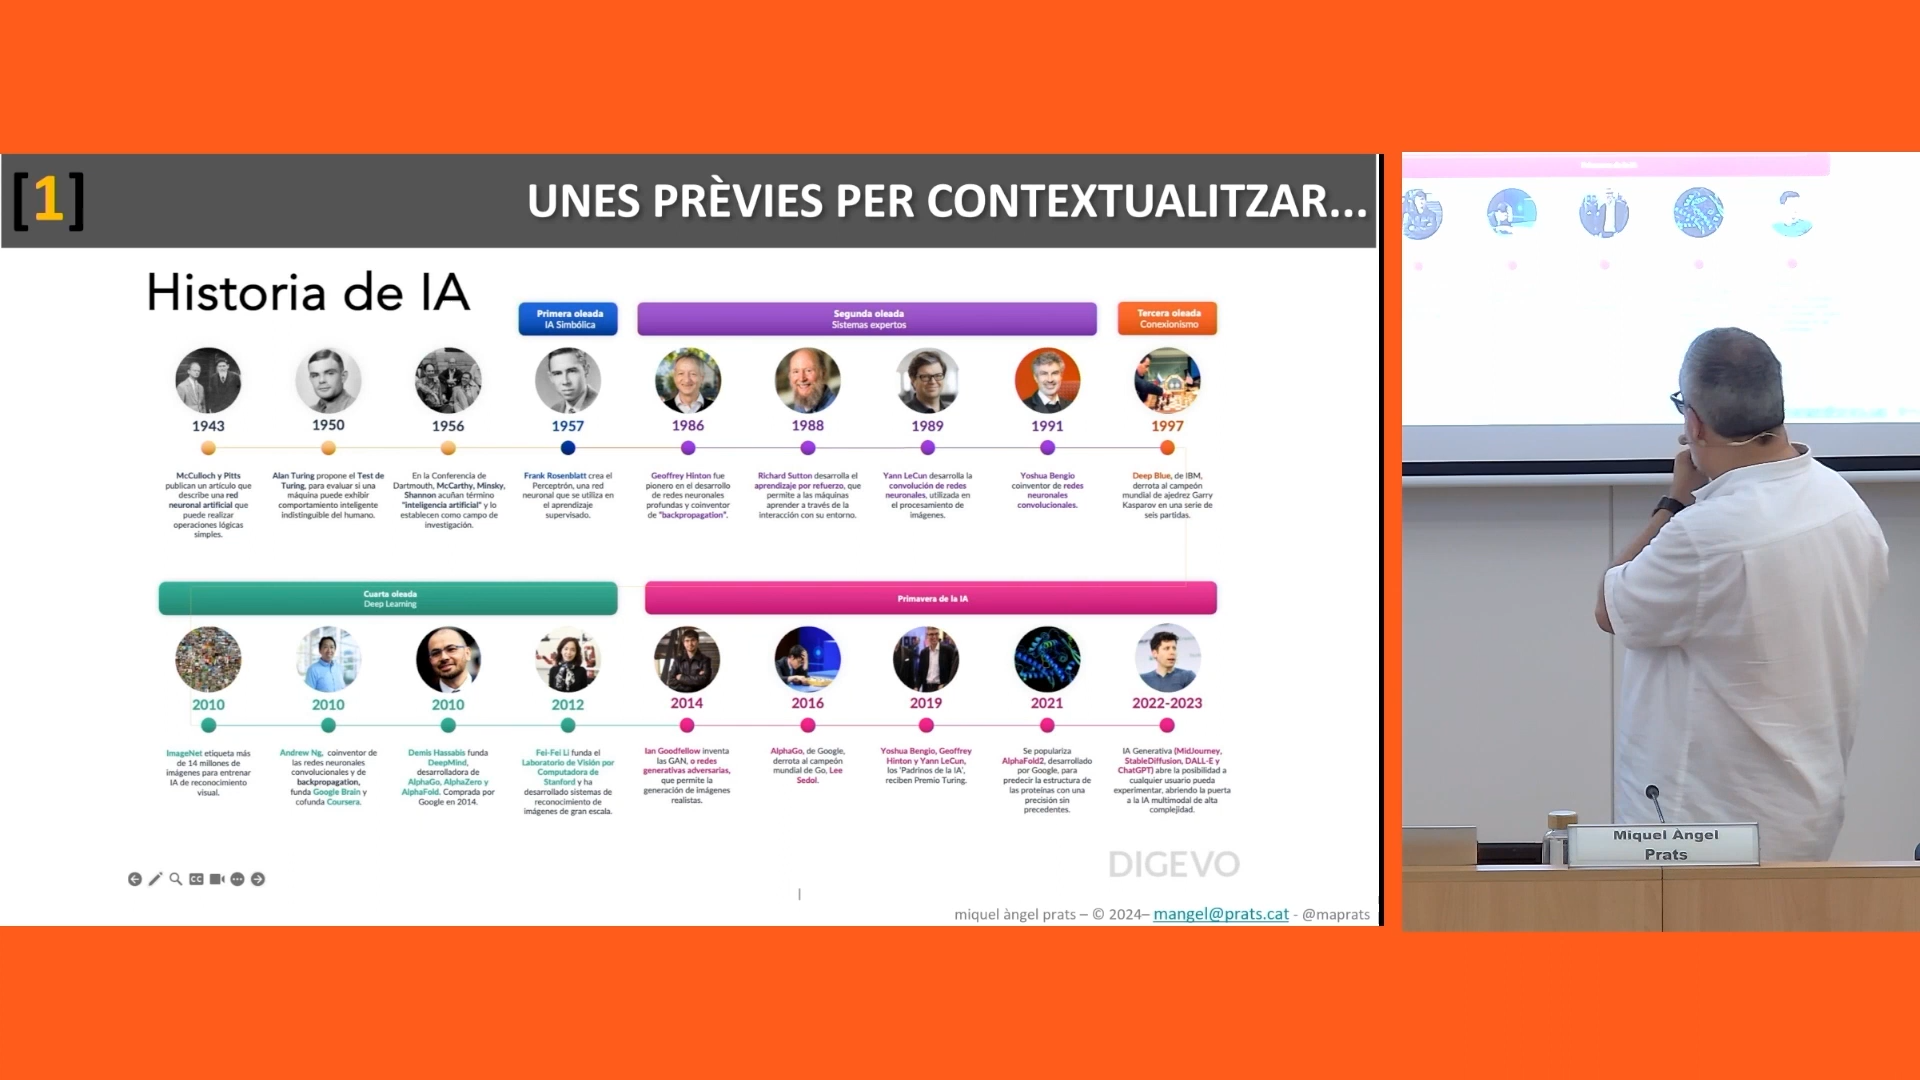 [1]
UNES PRÈVIES PER CONTEXTUALITZAR...
Historia de IA
Primera oleada
IA Simbólica
Segunda oleada
Sistemas expertos
Tercera oleada
Conexionismo
1943
McCulloch y Pitts
publican un artículo que
describe una red
neuronal artificial que
puede realizar
operaciones lógicas
simples.
1950
Alan Turing propone el Test de
Turing, para evaluar si una
máquina puede exhibir
comportamiento inteligente
indistinguible del humano.
1956
En la Conferencia de
Dartmouth, McCarthy, Minsky,
Shannon acuñan término
"inteligencia artificial" y lo
establecen como campo de
investigación.
1957
Frank Rosenblatt crea el
Perceptrón, una red
neuronal que se utiliza en
el aprendizaje
supervisado.
1986
Geoffrey Hinton fue
pionero en el desarrollo
de redes neuronales
profundas y coinventor
de "backpropagation".
1988
Richard Sutton desarrolla el
aprendizaje por refuerzo, que
permite a las máquinas
aprender a través de la
interacción con su entorno.
1989
Yann LeCun desarrolla la
convolución de redes
neuronales, utilizada en
el procesamiento de
imágenes.
1991
Yoshua Bengio
coinventor de redes
neuronales
convolucionales.
1997
Deep Blue, de IBM,
derrota al campeón
mundial de ajedrez Garry
Kasparov en una serie de
seis partidas.
Cuarta oleada
Deep Learning
Primavera de la IA
2010
ImageNet etiqueta más
de 14 millones de
imágenes para entrenar
IA de reconocimiento
visual.
2010
Andrew Ng, coinventor de
las redes neuronales
convolucionales y de
backpropagation,
funda Google Brain y
cofunda Coursera.
2010
Demis Hassabis funda
DeepMind,
desarrolladora de
AlphaGo, AlphaZero y
AlphaFold. Comprada por
Google en 2014.
2012
Fei-Fei Li funda el
Laboratorio de Visión por
Computadora de
Stanford y ha
desarrollado sistemas de
reconocimiento de
imágenes de gran escala.
2014
Ian Goodfellow inventa
las GAN, o redes
generativas adversarias,
que permite la
generación de imágenes
realistas.
2016
AlphaGo, de Google,
derrota al campeón
mundial de Go, Lee
Sedol.
2019
Yoshua Bengio, Geoffrey
Hinton y Yann LeCun,
los 'Padrinos de la IA',
reciben Premio Turing.
2021
Se populariza
AlphaFold2, desarrollado
por Google, para
predecir la estructura de
las proteínas con una
precisión sin
precedentes.
2022-2023
IA Generativa (MidJourney,
StableDiffusion, DALL-E y
ChatGPT) abre la posibilidad a
cualquier usuario pueda
experimentar, abriendo la puerta
a la IA multimodal de alta
complejidad.
CC
DIGEVO
miquel àngel prats – © 2024– mangel@prats.cat - @maprats
Miquel Àngel
Prats